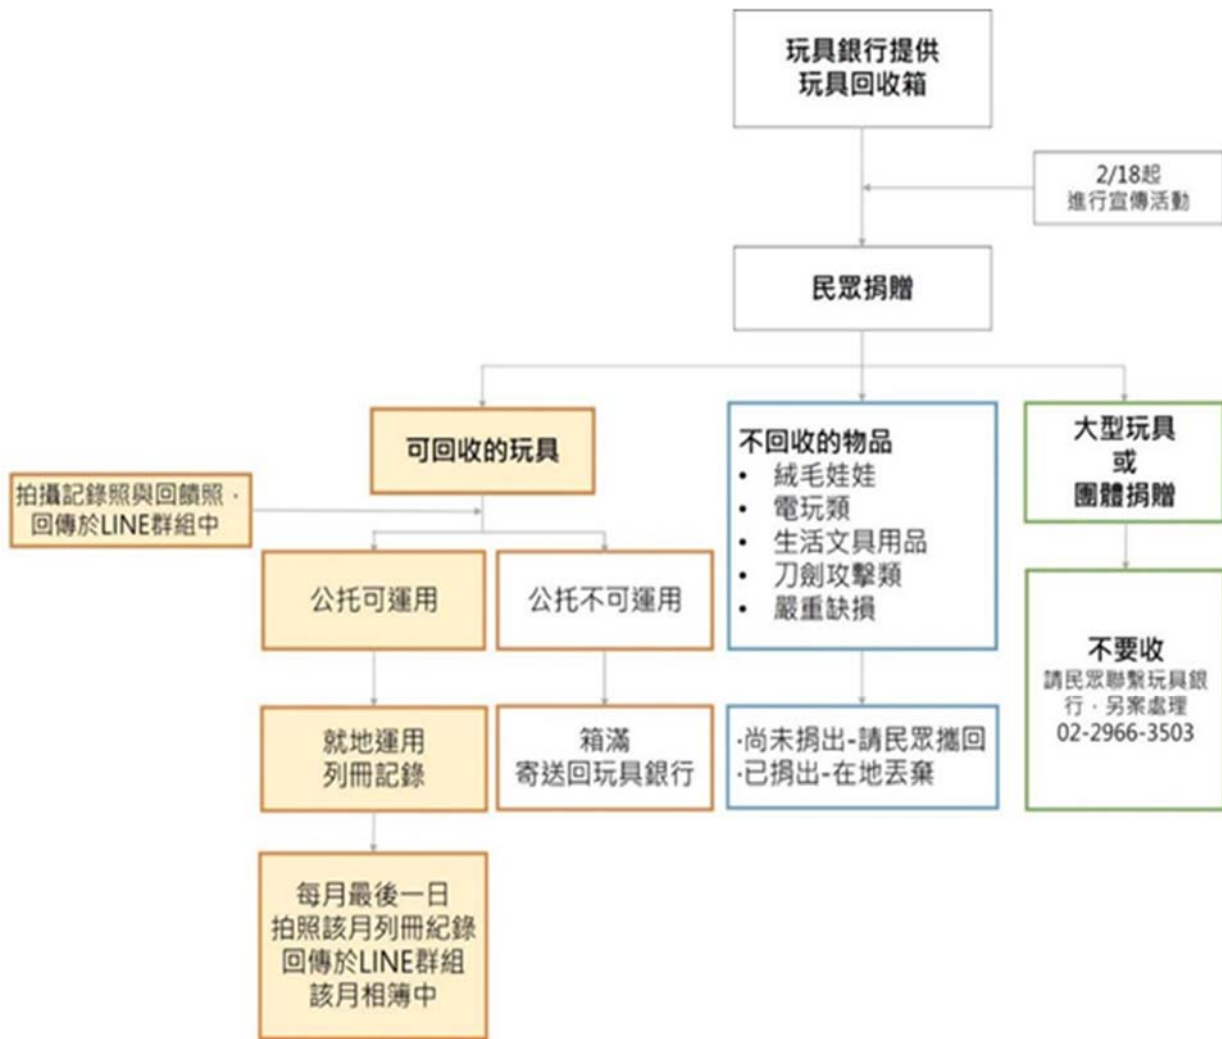 玩具銀行提供
玩具回收箱
2/18起
進行宣傳活動
民眾捐贈
可回收的玩具
拍攝記錄照與回饋照，
回傳於LINE群組中
公托可運用
公托不可運用
就地運用
列冊記錄
箱滿
寄送回玩具銀行
每月最後一日
拍照該月列冊紀錄
回傳於LINE群組
該月相簿中
不回收的物品
• 絨毛娃娃
• 電玩類
• 生活文具用品
• 刀劍攻擊類
• 嚴重缺損
·尚未捐出-請民眾攜回
·已捐出-在地丟棄
大型玩具
或
團體捐贈
不要收
請民眾聯繫玩具銀
行，另案處理
02-2966-3503